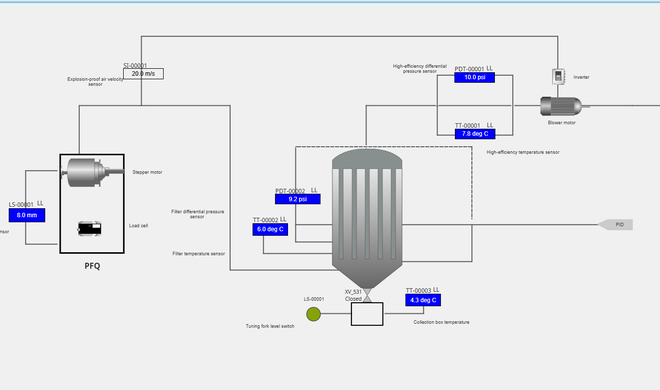 SI-00001
20.0 m/s
Explosion-proof air velocity
sensor
High-efficiency differential
pressure sensor
PDT-00001 LL
10.0 psi
Inverter
TT-00001 LL
7.8 deg C
Blower motor
High-efficiency temperature sensor
Stepper motor
LS-00001 LL
8.0 mm
nsor
Load cell
PFQ
PDT-00002 LL
9.2 psi
Filter differential pressure
sensor
TT-00002 LL
6.0 deg C
Filter temperature sensor
PID
XV_531
Closed
TT-00003 LL
4.3 deg C
LS-00001
Tuning fork level switch
Collection box temperature